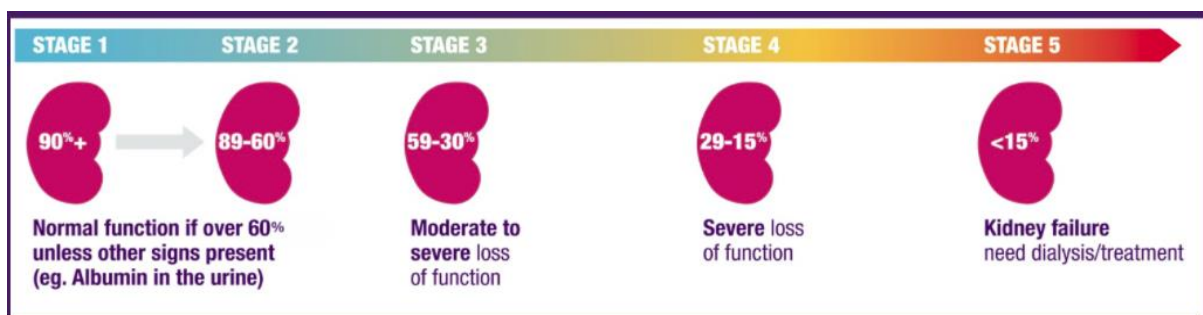 STAGE 1
STAGE 2
STAGE 3
STAGE 4
STAGE 5
90%+
89-60%
59-30%
29-15%
<15%
Normal function if over 60%
unless other signs present
(eg. Albumin in the urine)
Moderate to
severe loss
of function
Severe loss
of function
Kidney failure
need dialysis/treatment